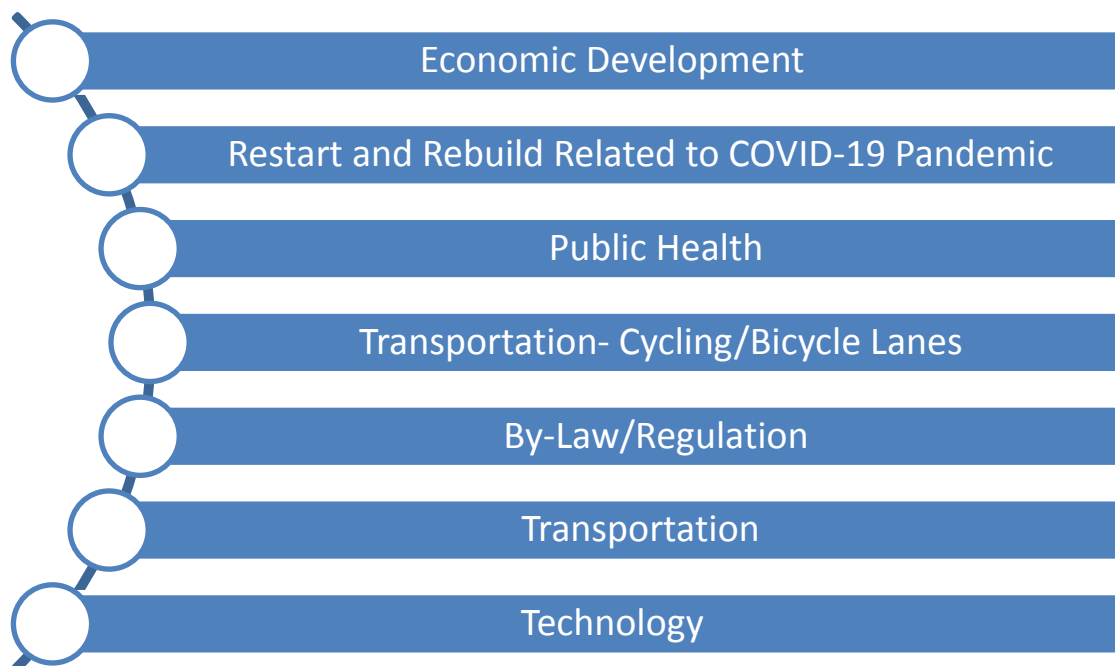 Economic Development
Restart and Rebuild Related to COVID-19 Pandemic
Public Health
Transportation- Cycling/Bicycle Lanes
By-Law/Regulation
Transportation
Technology